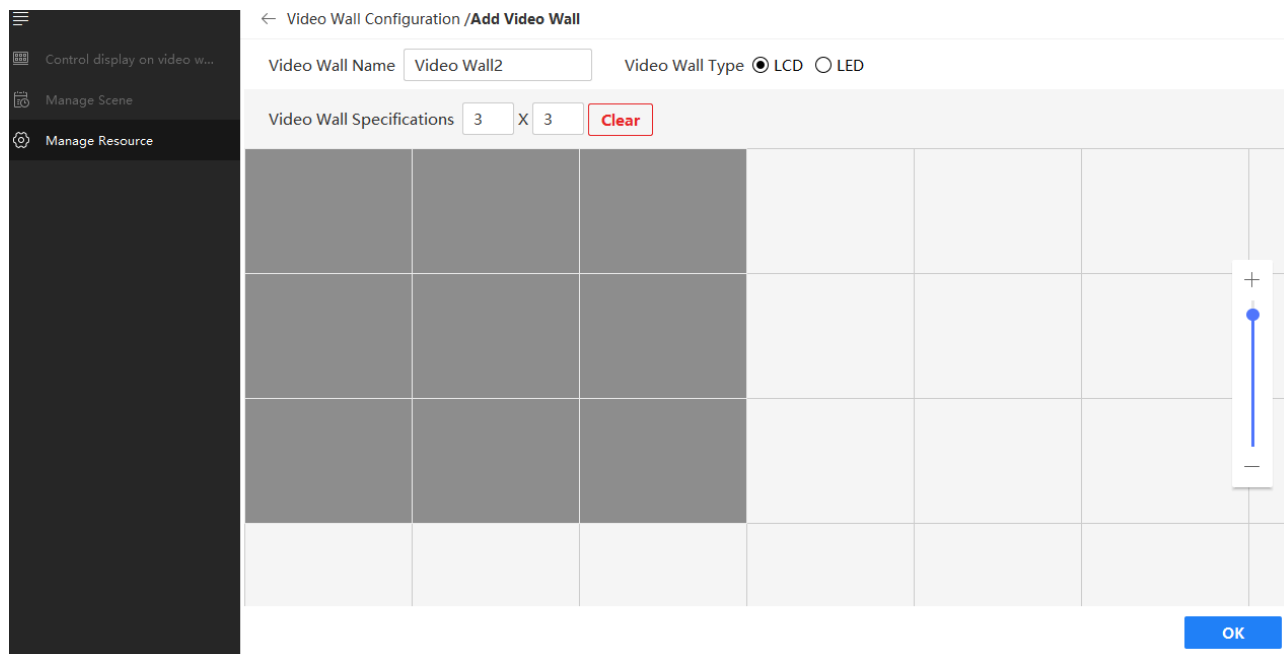 ← Video Wall Configuration /Add Video Wall
Control display on video w...
Video Wall Name Video Wall2 Video Wall Type LCD LED
Manage Scene
Video Wall Specifications 3 X 3 Clear
Manage Resource
OK